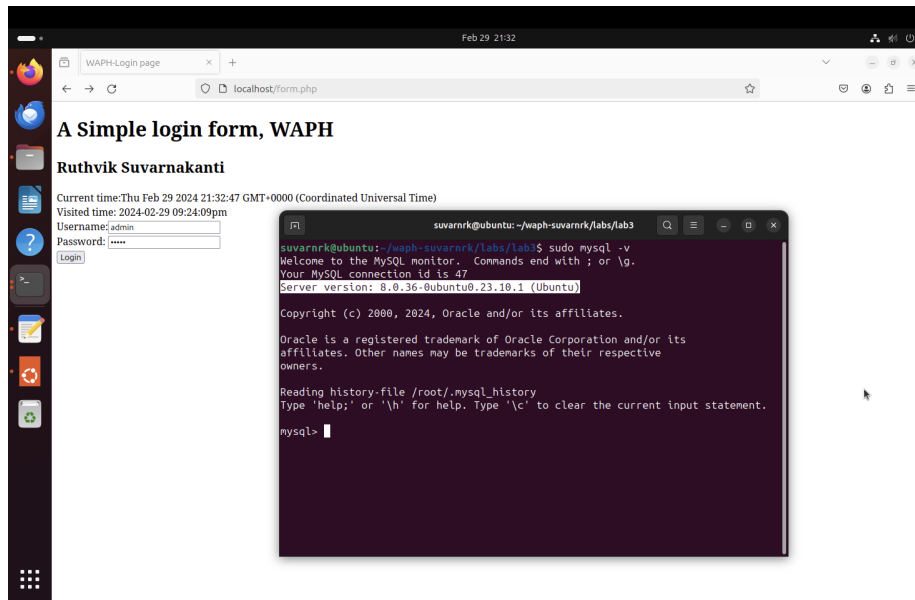 Feb 29 21:32
WAPH-Login page
localhost/form.php
A Simple login form, WAPH
Ruthvik Suvarnakanti
Current time:Thu Feb 29 2024 21:32:47 GMT+0000 (Coordinated Universal Time)
Visited time: 2024-02-29 09:24:09pm
Username: admin
Password: •••••
Login
suvarnrk@ubuntu: ~/waph-suvarnrk/labs/lab3
suvarnrk@ubuntu:~/waph-suvarnrk/labs/lab3$ sudo mysql -v
Welcome to the MySQL monitor.  Commands end with ; or \g.
Your MySQL connection id is 47
Server version: 8.0.36-0ubuntu0.23.10.1 (Ubuntu)
Copyright (c) 2000, 2024, Oracle and/or its affiliates.
Oracle is a registered trademark of Oracle Corporation and/or its
affiliates. Other names may be trademarks of their respective
owners.
Reading history-file /root/.mysql_history
Type 'help;' or '\h' for help. Type '\c' to clear the current input statement.
mysql>